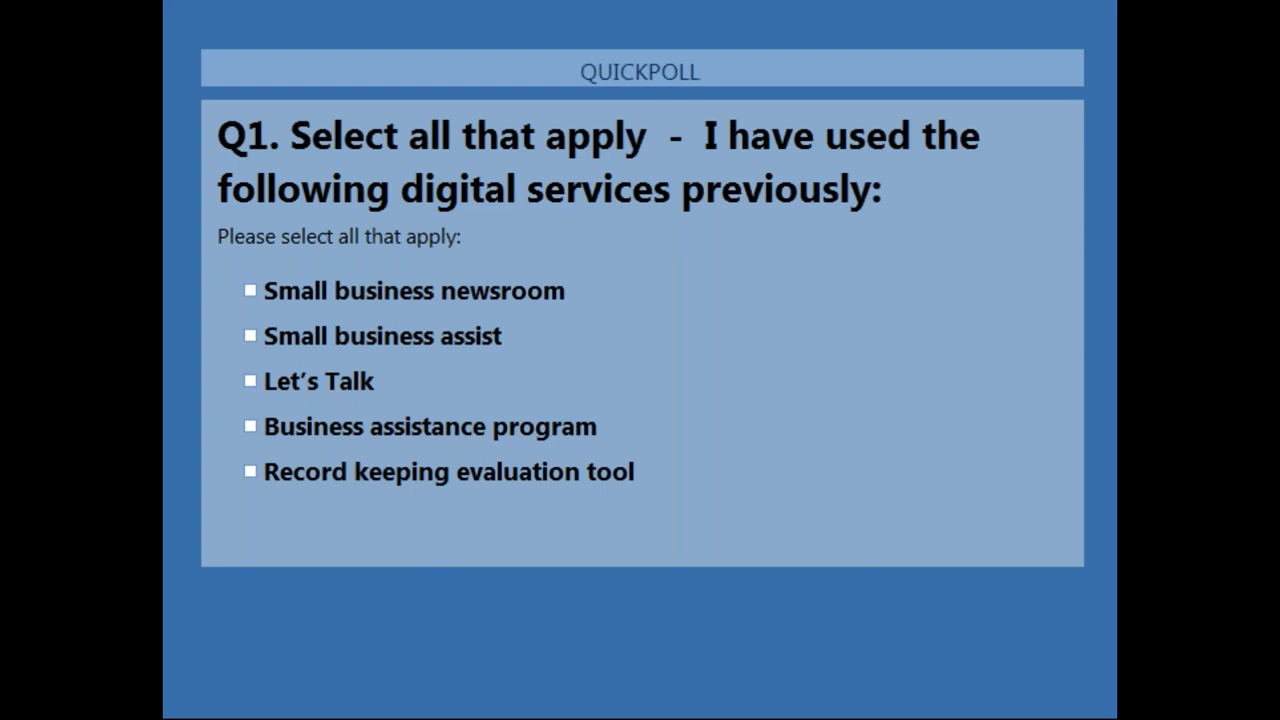 QUICKPOLL
Q1. Select all that apply - I have used the
following digital services previously:
Please select all that apply:
Small business newsroom
Small business assist
Let’s Talk
Business assistance program
Record keeping evaluation tool